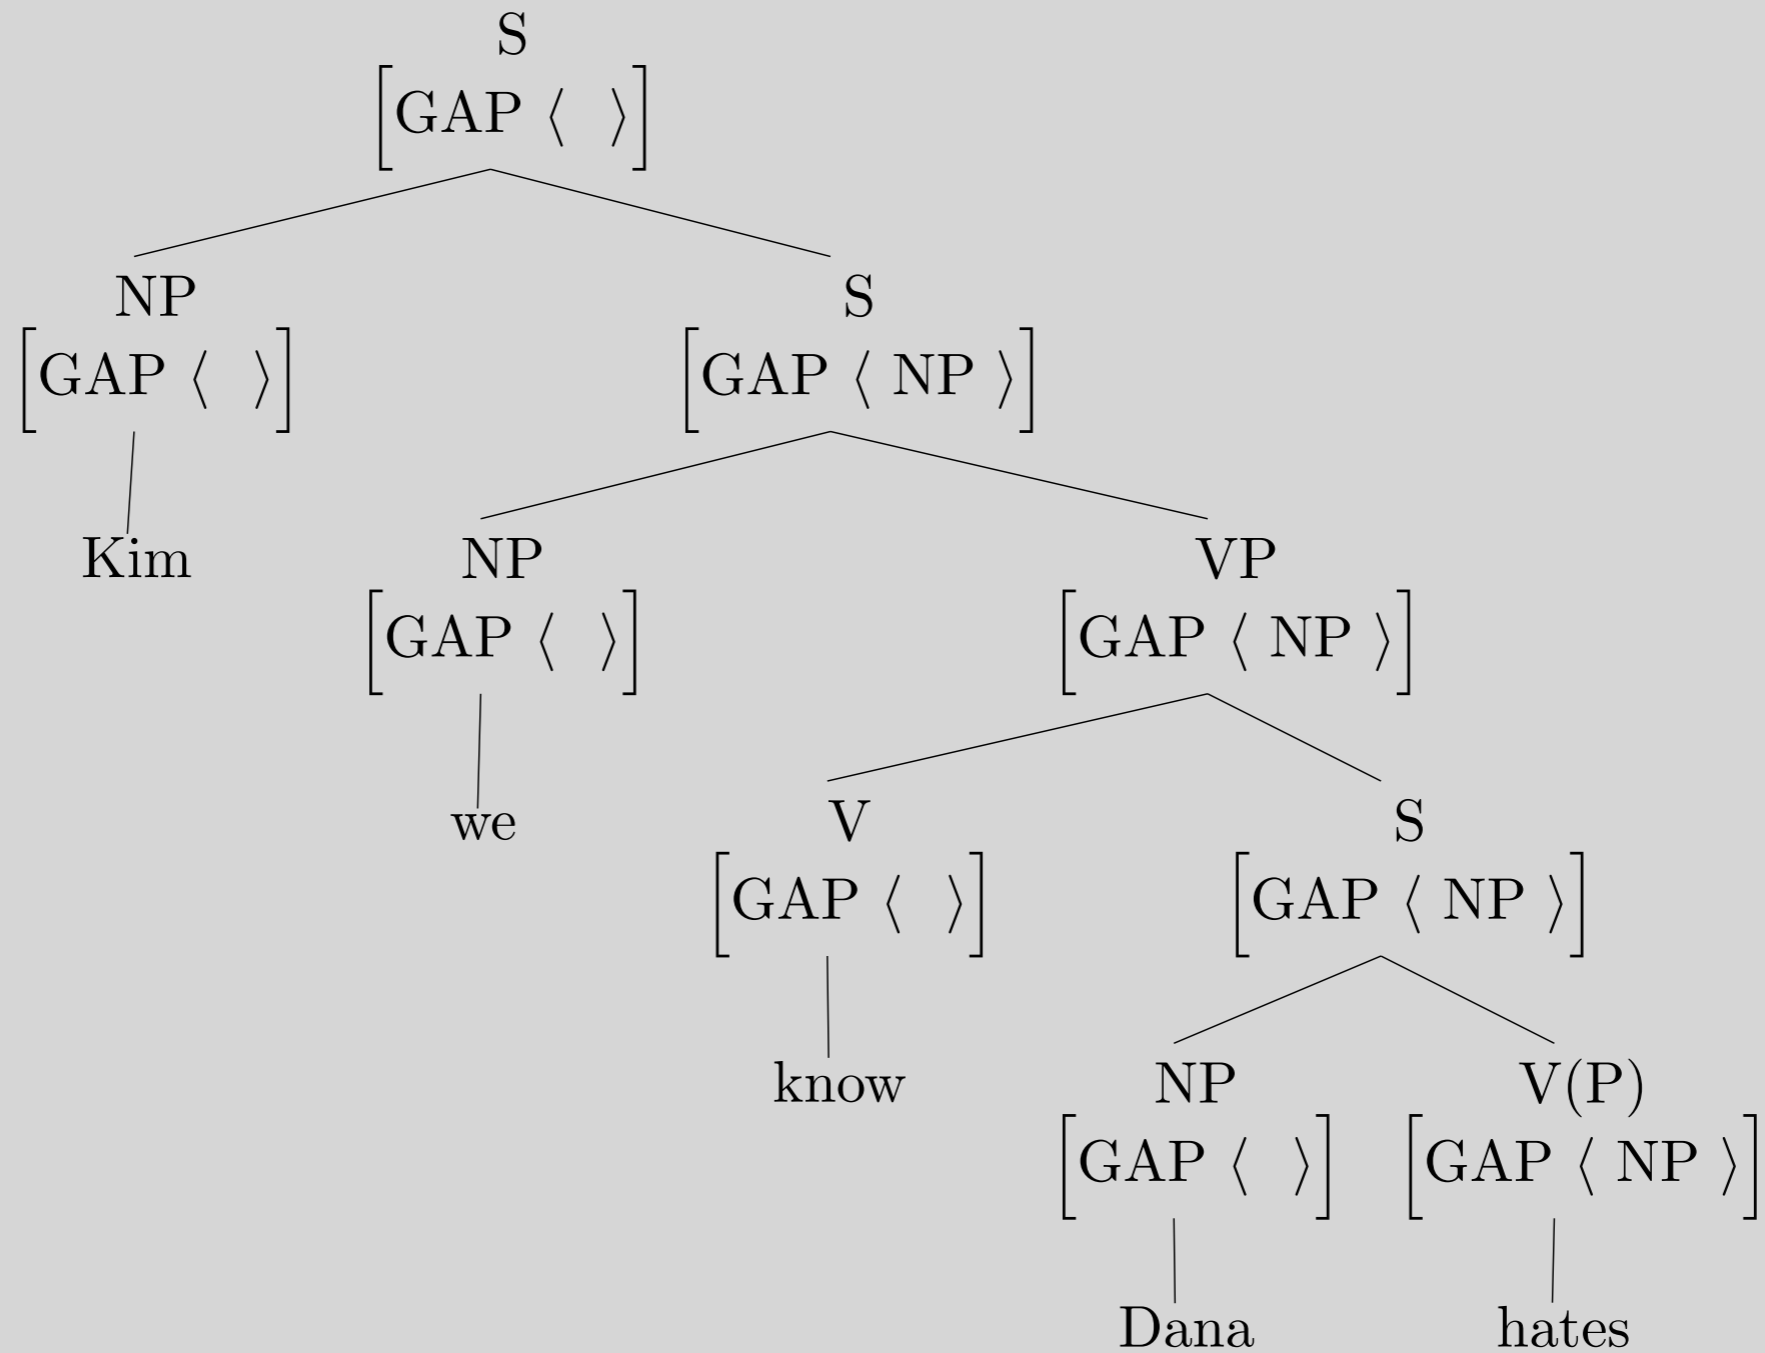 S
[GAP ⟨ ⟩]
NP S
[GAP ⟨ ⟩] [GAP ⟨ NP ⟩]
Kim NP VP
[GAP ⟨ ⟩] [GAP ⟨ NP ⟩]
we V S
[GAP ⟨ ⟩] [GAP ⟨ NP ⟩]
know NP V(P)
[GAP ⟨ ⟩] [GAP ⟨ NP ⟩]
Dana hates